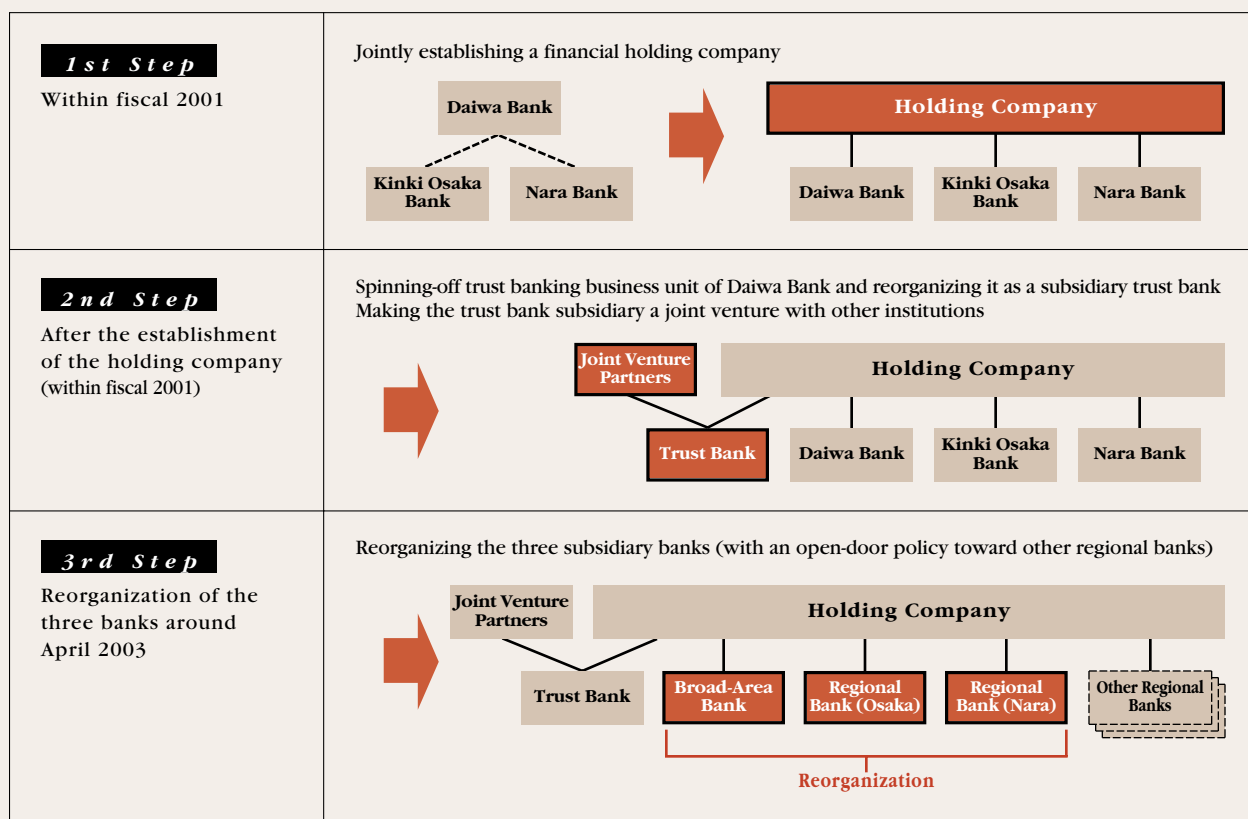 1st Step
Within fiscal 2001
Jointly establishing a financial holding company
Daiwa Bank
Kinki Osaka
Bank
Nara Bank
Holding Company
Daiwa Bank
Kinki Osaka
Bank
Nara Bank
2nd Step
After the establishment
of the holding company
(within fiscal 2001)
Spinning-off trust banking business unit of Daiwa Bank and reorganizing it as a subsidiary trust bank
Making the trust bank subsidiary a joint venture with other institutions
Joint Venture
Partners
Holding Company
Trust Bank
Daiwa Bank
Kinki Osaka
Bank
Nara Bank
3rd Step
Reorganization of the
three banks around
April 2003
Reorganizing the three subsidiary banks (with an open-door policy toward other regional banks)
Joint Venture
Partners
Holding Company
Trust Bank
Broad-Area
Bank
Regional
Bank (Osaka)
Regional
Bank (Nara)
Other Regional
Banks
Reorganization